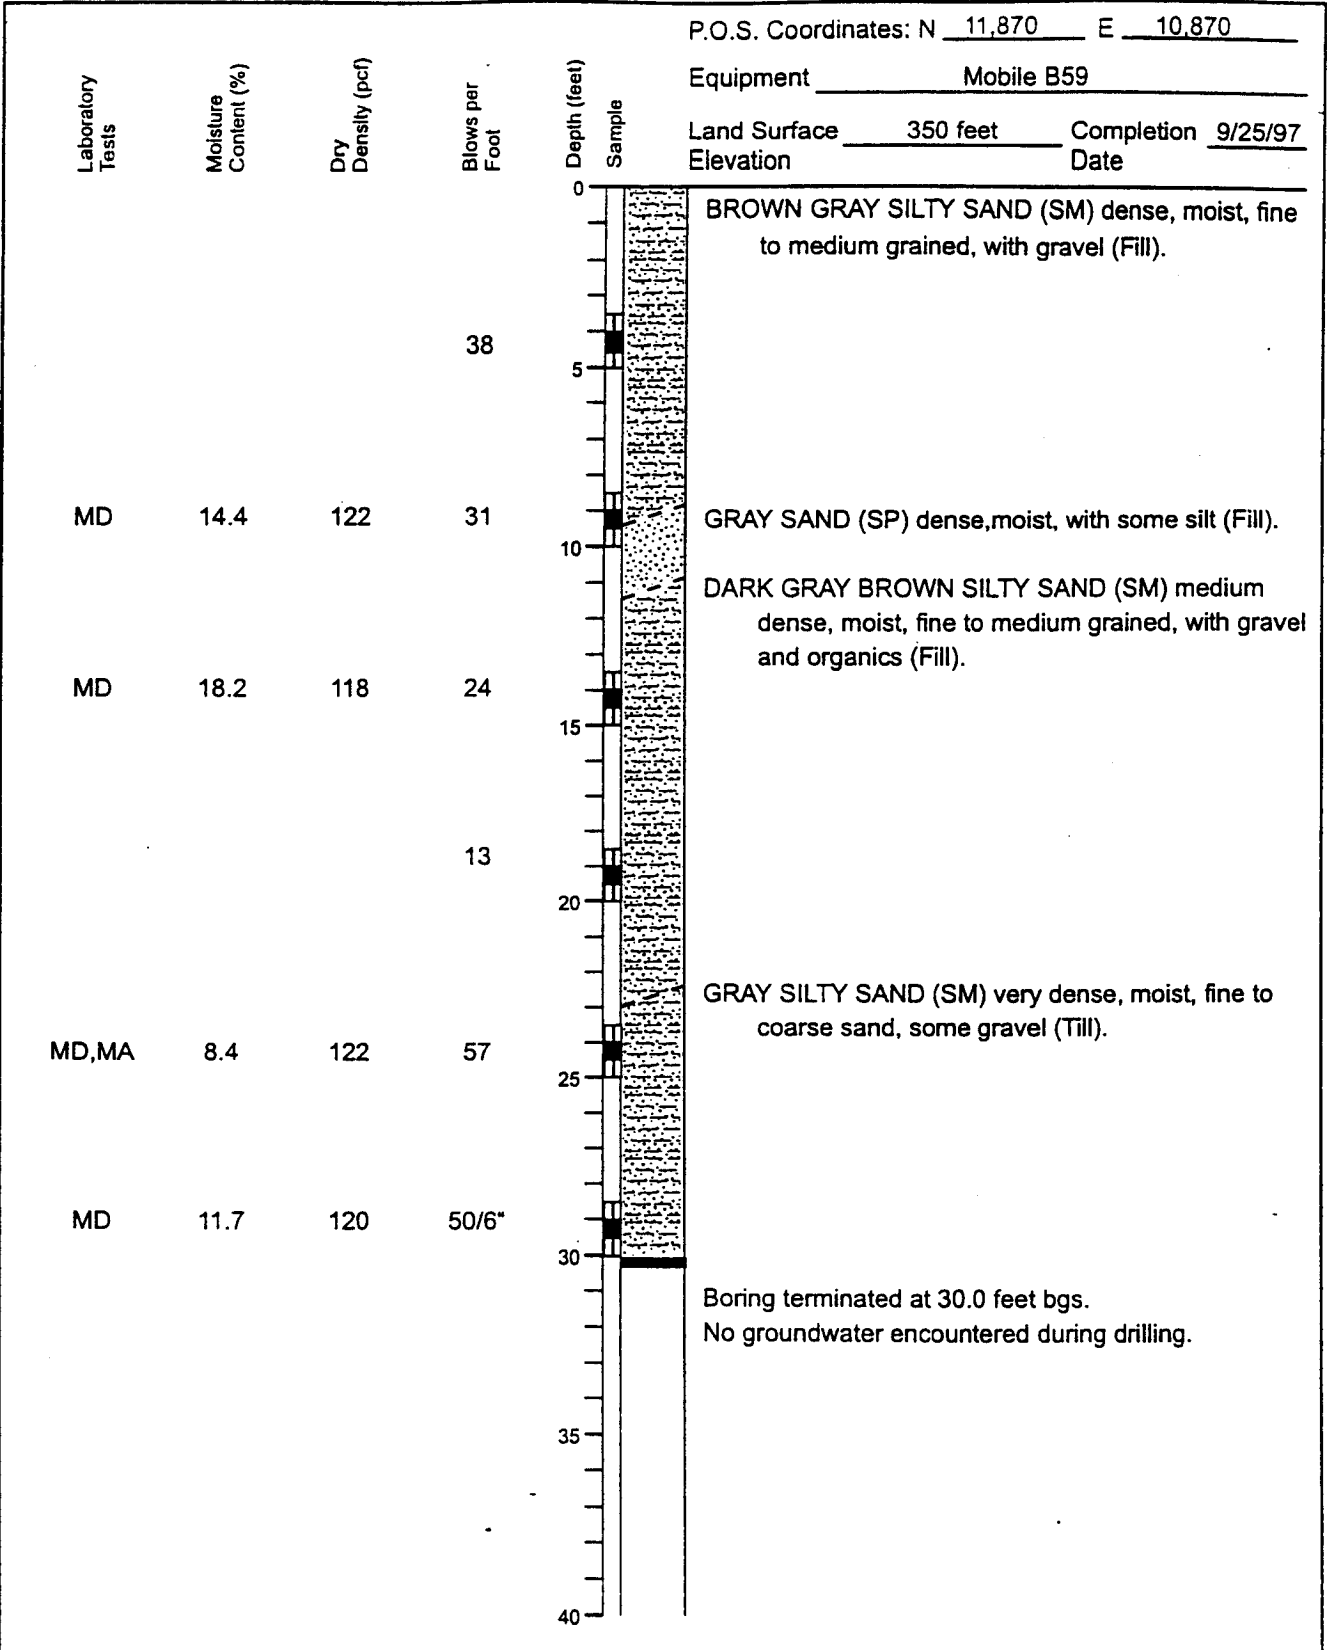 P.O.S. Coordinates: N 11,870 E 10,870
Equipment Mobile B59
Land Surface Elevation 350 feet Completion Date 9/25/97
Laboratory Tests
Moisture Content (%)
Dry Density (pcf)
Blows per Foot
Depth (feet)
Sample
0
BROWN GRAY SILTY SAND (SM) dense, moist, fine
to medium grained, with gravel (Fill).
38
5
MD 14.4 122 31
GRAY SAND (SP) dense,moist, with some silt (Fill).
10
DARK GRAY BROWN SILTY SAND (SM) medium
dense, moist, fine to medium grained, with gravel
and organics (Fill).
MD 18.2 118 24
15
13
20
GRAY SILTY SAND (SM) very dense, moist, fine to
coarse sand, some gravel (Till).
MD,MA 8.4 122 57
25
MD 11.7 120 50/6"
30
Boring terminated at 30.0 feet bgs.
No groundwater encountered during drilling.
35
40